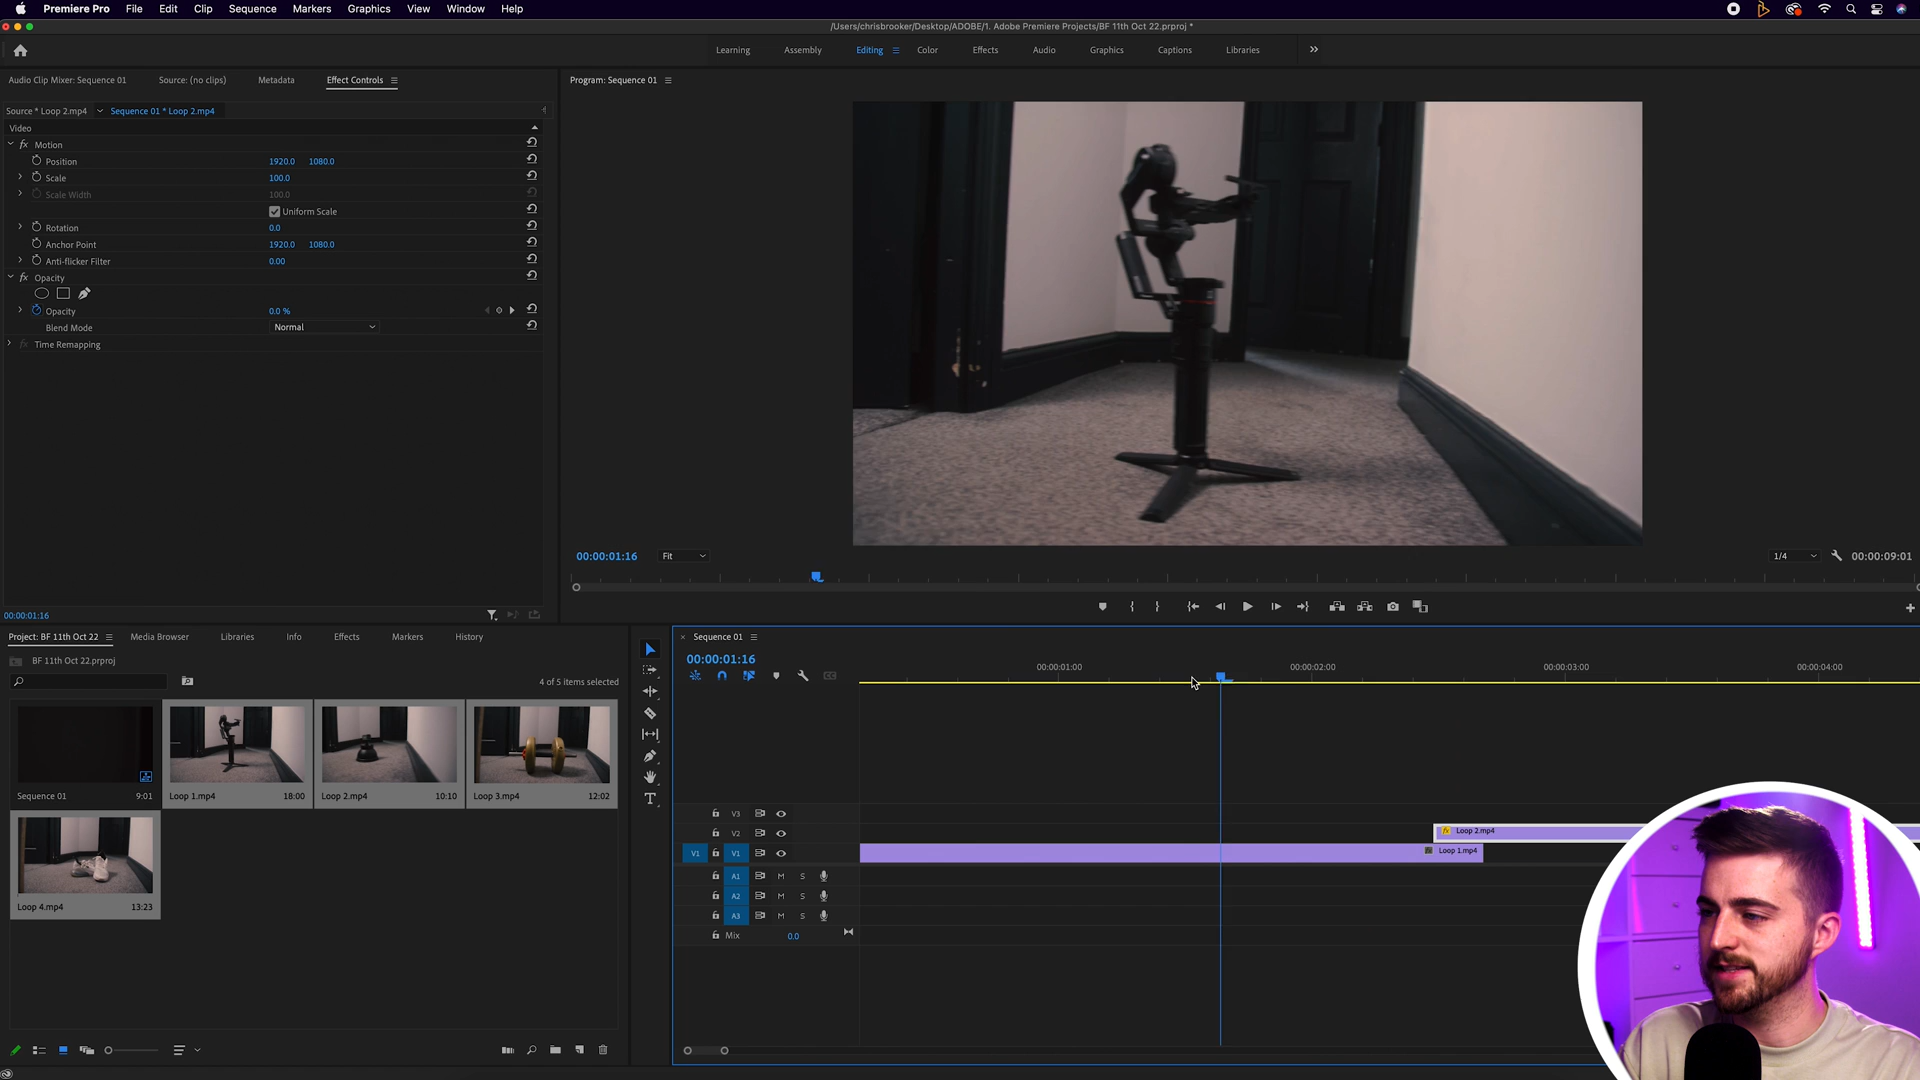 Premiere Pro File Edit Clip Sequence Markers Graphics View Window Help
/Users/chrisbrooker/Desktop/ADOBE/1. Adobe Premiere Projects/BF 11th Oct 22.prproj *
Learning Assembly Editing Color Effects Audio Graphics Captions Libraries
Audio Clip Mixer: Sequence 01 Source: (no clips) Metadata Effect Controls
Program: Sequence 01
Source * Loop 2.mp4 Sequence 01 * Loop 2.mp4
Video
fx Motion
Position 1920.0 1080.0
Scale 100.0
Scale Width 100.0
Uniform Scale
Rotation 0.0
Anchor Point 1920.0 1080.0
Anti-flicker Filter 0.00
fx Opacity
Opacity 0.0 %
Blend Mode Normal
fx Time Remapping
00:00:01:16 Fit 1/4 00:00:09:01
00:00:01:16
Project: BF 11th Oct 22 Media Browser Libraries Info Effects Markers History
BF 11th Oct 22.prproj
4 of 5 items selected
Sequence 01 9:01
Loop 1.mp4 18:00
Loop 2.mp4 10:10
Loop 3.mp4 12:02
Loop 4.mp4 13:23
Sequence 01
00:00:01:16
CC
00:00:01:00 00:00:02:00 00:00:03:00 00:00:04:00
V3
V2 fx Loop 2.mp4
V1 V1 Loop 1.mp4
A1 M S
A2 M S
A3 M S
Mix 0.0